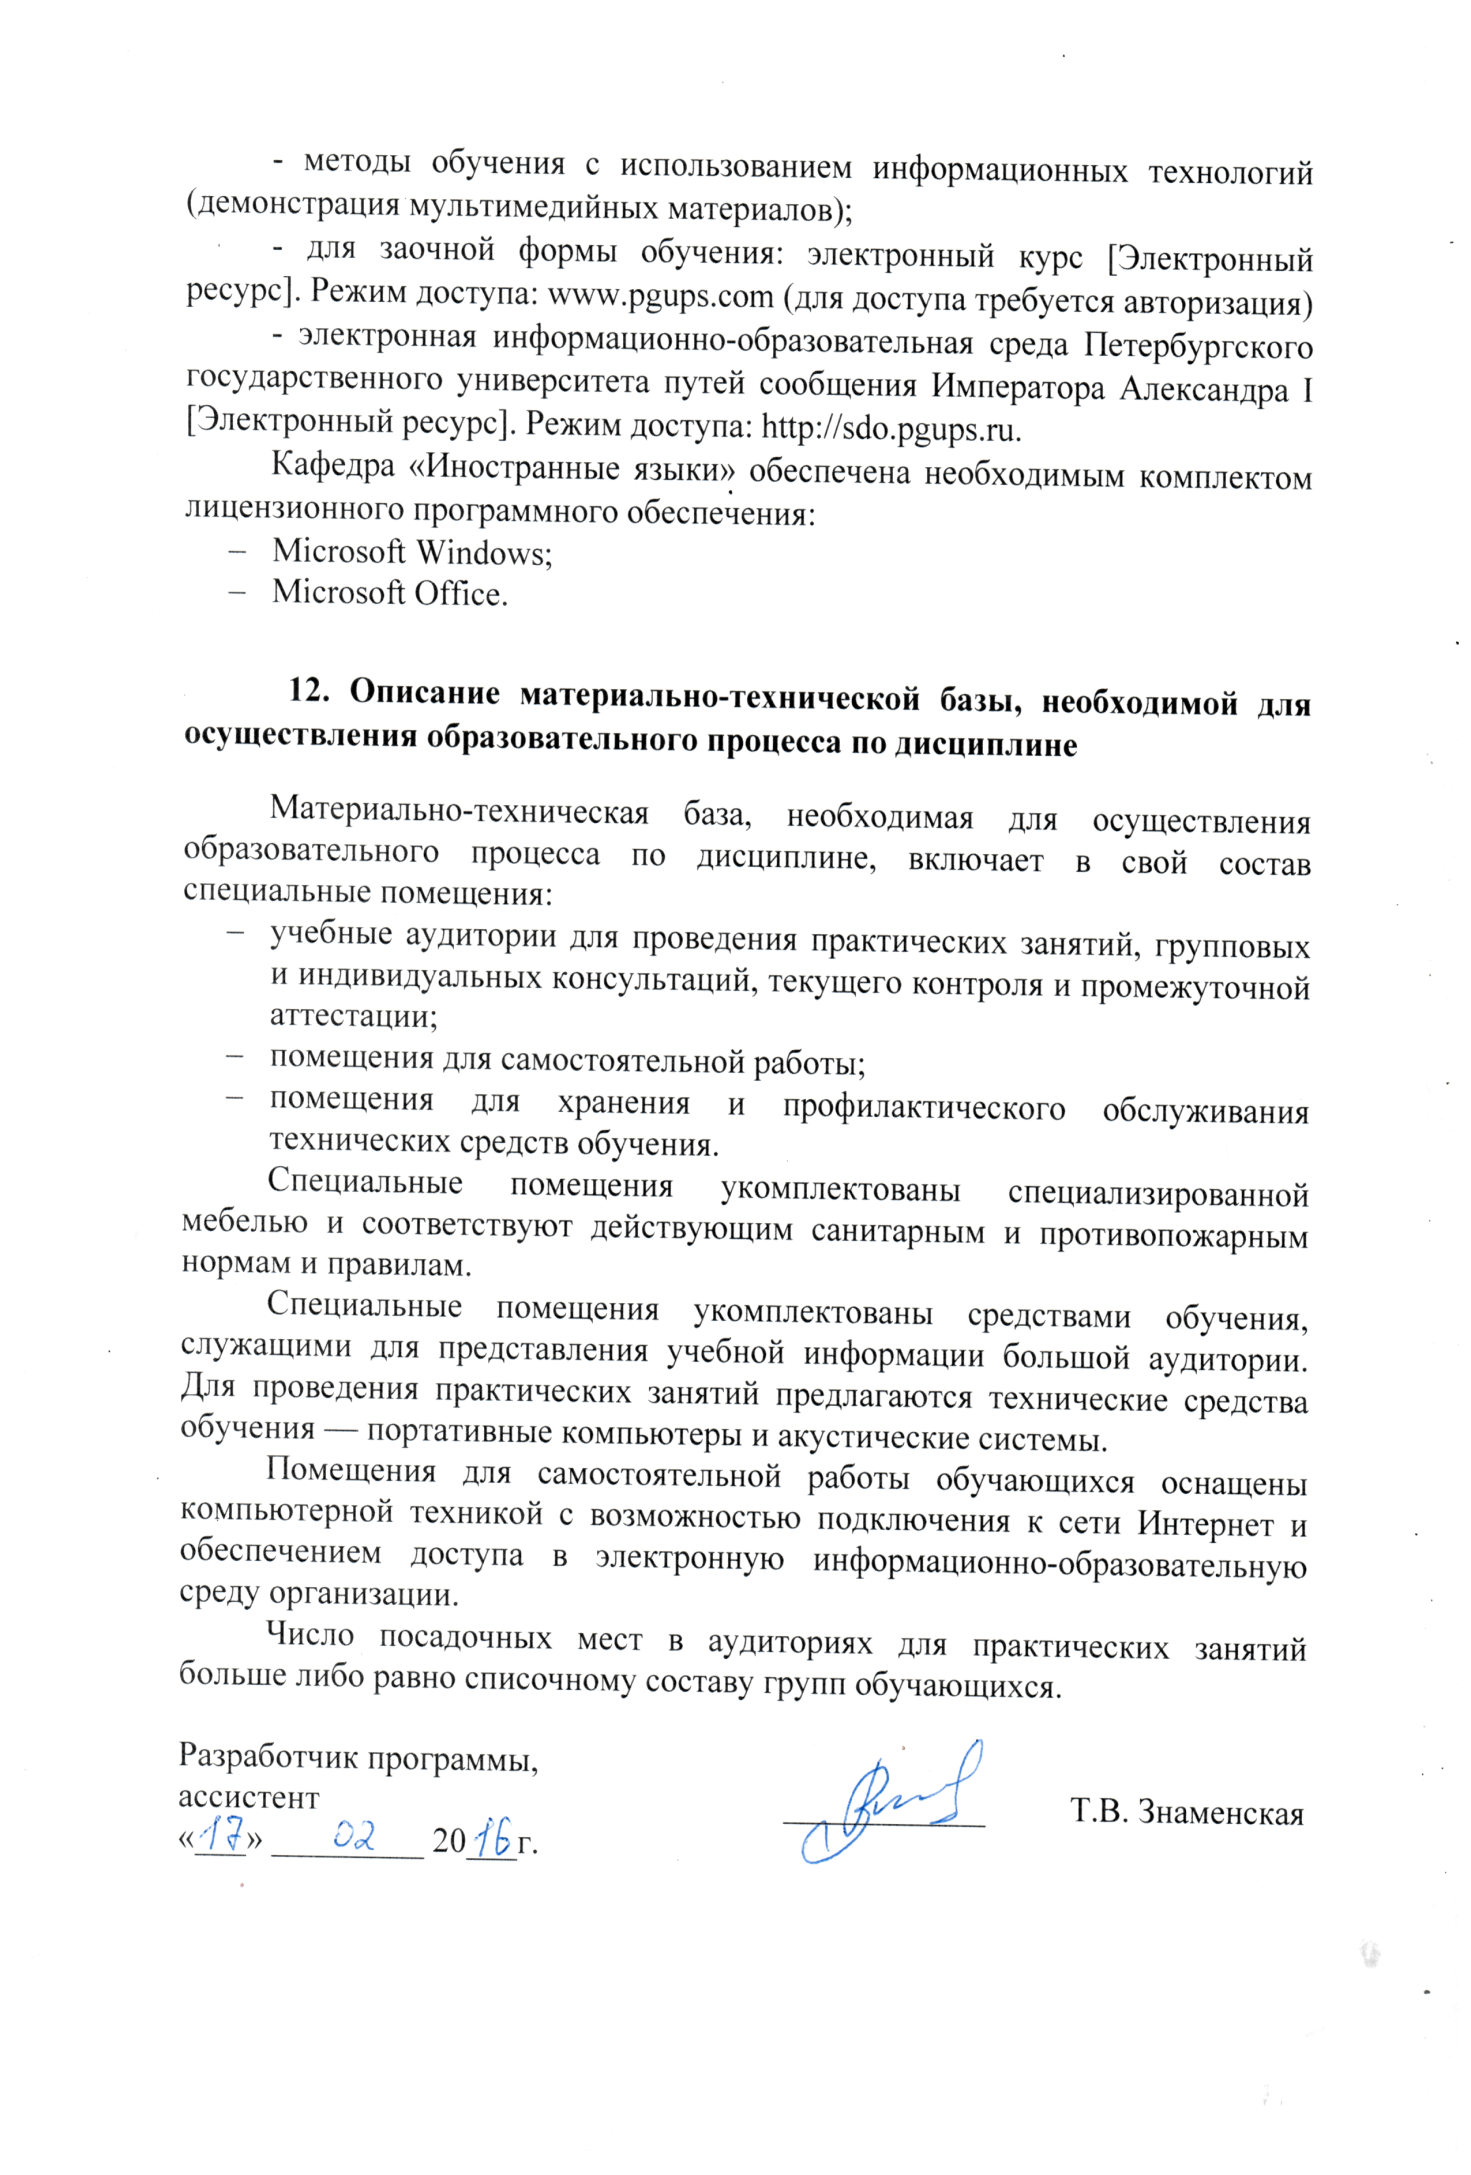 - методы обучения с использованием информационных технологий
(демонстрация мультимедийных материалов);
- для заочной формы обучения: электронный курс [Электронный
ресурс]. Режим доступа: www.pgups.com (для доступа требуется авторизация)
- электронная информационно-образовательная среда Петербургского
государственного университета путей сообщения Императора Александра I
[Электронный ресурс]. Режим доступа: http://sdo.pgups.ru.
Кафедра «Иностранные языки» обеспечена необходимым комплектом
лицензионного программного обеспечения:
– Microsoft Windows;
– Microsoft Office.
12. Описание материально-технической базы, необходимой для
осуществления образовательного процесса по дисциплине
Материально-техническая база, необходимая для осуществления
образовательного процесса по дисциплине, включает в свой состав
специальные помещения:
– учебные аудитории для проведения практических занятий, групповых
и индивидуальных консультаций, текущего контроля и промежуточной
аттестации;
– помещения для самостоятельной работы;
– помещения для хранения и профилактического обслуживания
технических средств обучения.
Специальные помещения укомплектованы специализированной
мебелью и соответствуют действующим санитарным и противопожарным
нормам и правилам.
Специальные помещения укомплектованы средствами обучения,
служащими для представления учебной информации большой аудитории.
Для проведения практических занятий предлагаются технические средства
обучения — портативные компьютеры и акустические системы.
Помещения для самостоятельной работы обучающихся оснащены
компьютерной техникой с возможностью подключения к сети Интернет и
обеспечением доступа в электронную информационно-образовательную
среду организации.
Число посадочных мест в аудиториях для практических занятий
больше либо равно списочному составу групп обучающихся.
Разработчик программы,
ассистент
Т.В. Знаменская
«17» 02 2016 г.